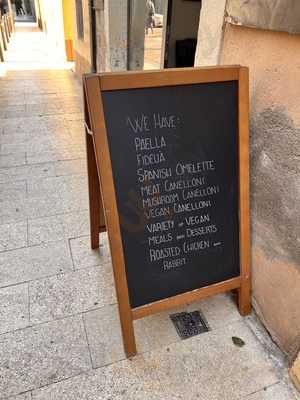 WE HAVE:
PAELLA
FIDEUA
SPANISH OMELETTE
MEAT CANELLONI
MUSHROOM CANELLONI
VEGAN CANELLONI
VARIETY OF VEGAN
MEALS AND DESSERTS
ROASTED CHICKEN AND
RABBIT